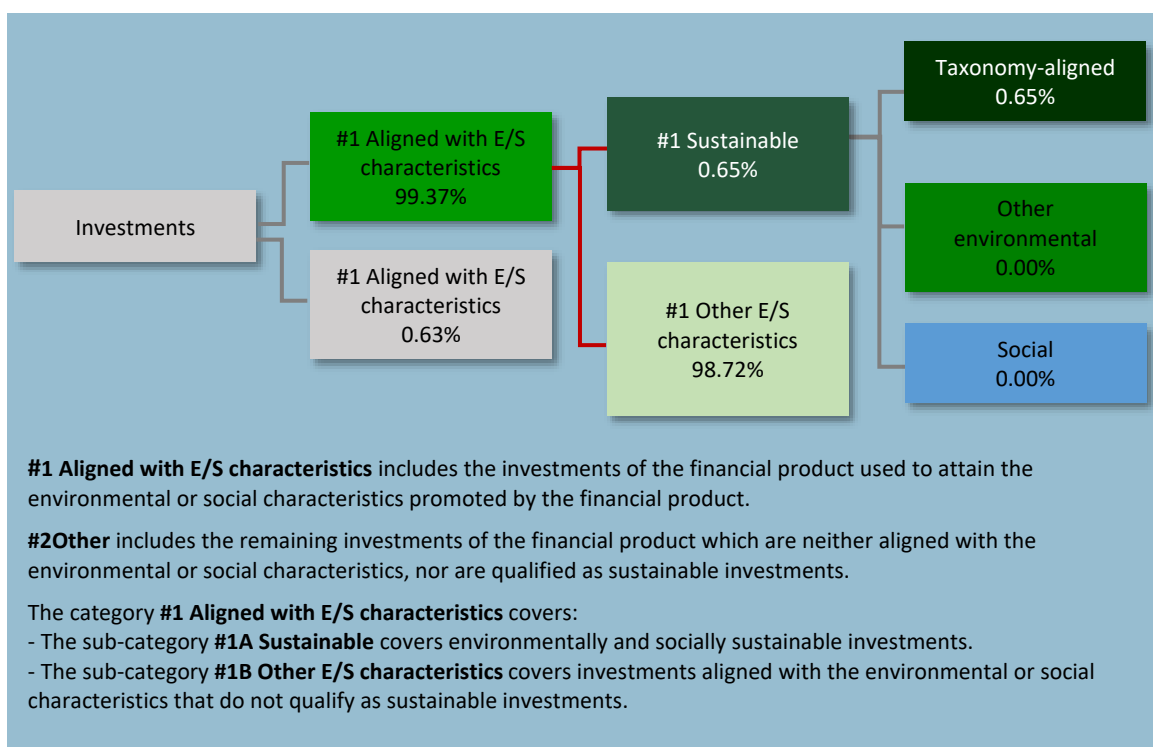 Investments
#1 Aligned with E/S
characteristics
99.37%
#1 Aligned with E/S
characteristics
0.63%
#1 Sustainable
0.65%
#1 Other E/S
characteristics
98.72%
Taxonomy-aligned
0.65%
Other
environmental
0.00%
Social
0.00%
#1 Aligned with E/S characteristics includes the investments of the financial product used to attain the
environmental or social characteristics promoted by the financial product.
#2Other includes the remaining investments of the financial product which are neither aligned with the
environmental or social characteristics, nor are qualified as sustainable investments.
The category #1 Aligned with E/S characteristics covers:
- The sub-category #1A Sustainable covers environmentally and socially sustainable investments.
- The sub-category #1B Other E/S characteristics covers investments aligned with the environmental or social
characteristics that do not qualify as sustainable investments.